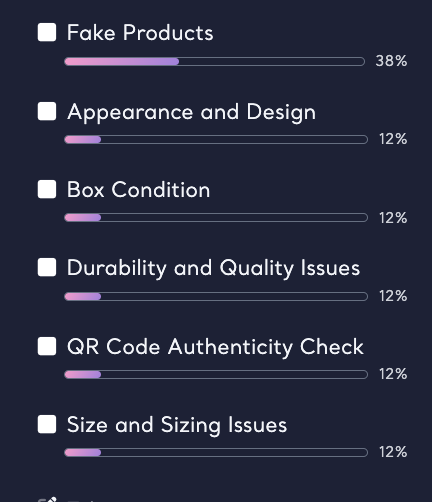 Fake Products
38%
Appearance and Design
12%
Box Condition
12%
Durability and Quality Issues
12%
QR Code Authenticity Check
12%
Size and Sizing Issues
12%